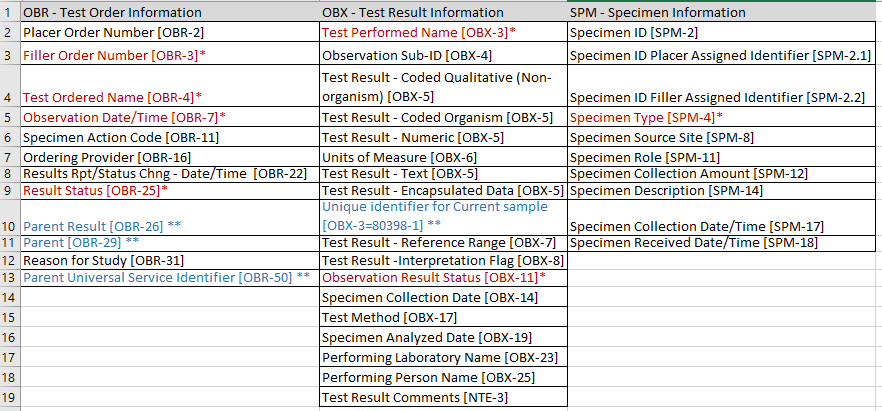 1 OBR - Test Order Information OBX - Test Result Information SPM - Specimen Information
2 Placer Order Number [OBR-2] Test Performed Name [OBX-3]* Specimen ID [SPM-2]
3 Filler Order Number [OBR-3]* Observation Sub-ID [OBX-4] Specimen ID Placer Assigned Identifier [SPM-2.1]
Test Result - Coded Qualitative (Non-
4 Test Ordered Name [OBR-4]* organism) [OBX-5] Specimen ID Filler Assigned Identifier [SPM-2.2]
5 Observation Date/Time [OBR-7]* Test Result - Coded Organism [OBX-5] Specimen Type [SPM-4]*
6 Specimen Action Code [OBR-11] Test Result - Numeric [OBX-5] Specimen Source Site [SPM-8]
7 Ordering Provider [OBR-16] Units of Measure [OBX-6] Specimen Role [SPM-11]
8 Results Rpt/Status Chng - Date/Time [OBR-22] Test Result - Text [OBX-5] Specimen Collection Amount [SPM-12]
9 Result Status [OBR-25]* Test Result - Encapsulated Data [OBX-5] Specimen Description [SPM-14]
Unique identifier for Current sample
10 Parent Result [OBR-26] ** [OBX-3=80398-1] ** Specimen Collection Date/Time [SPM-17]
11 Parent [OBR-29] ** Test Result - Reference Range [OBX-7] Specimen Received Date/Time [SPM-18]
12 Reason for Study [OBR-31] Test Result -Interpretation Flag [OBX-8]
13 Parent Universal Service Identifier [OBR-50] ** Observation Result Status [OBX-11]*
14 Specimen Collection Date [OBX-14]
15 Test Method [OBX-17]
16 Specimen Analyzed Date [OBX-19]
17 Performing Laboratory Name [OBX-23]
18 Performing Person Name [OBX-25]
19 Test Result Comments [NTE-3]